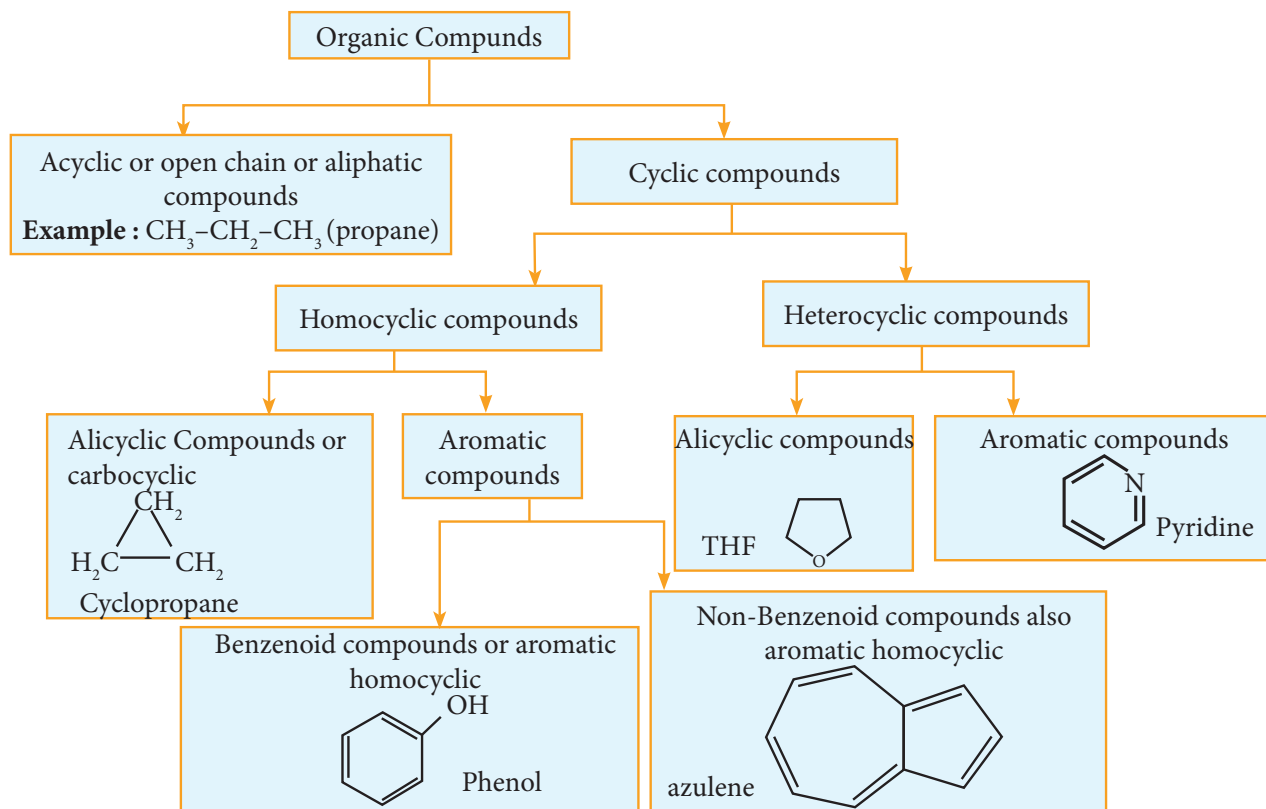 Organic Compunds
Acyclic or open chain or aliphatic
compounds
Example : CH₃–CH₂–CH₃ (propane)
Cyclic compounds
Homocyclic compounds
Heterocyclic compounds
Alicyclic Compounds or
carbocyclic
CH₂
H₂C
CH₂
Cyclopropane
Aromatic
compounds
Alicyclic compounds
THF
O
Aromatic compounds
N
Pyridine
Benzenoid compounds or aromatic
homocyclic
OH
Phenol
Non-Benzenoid compounds also
aromatic homocyclic
azulene